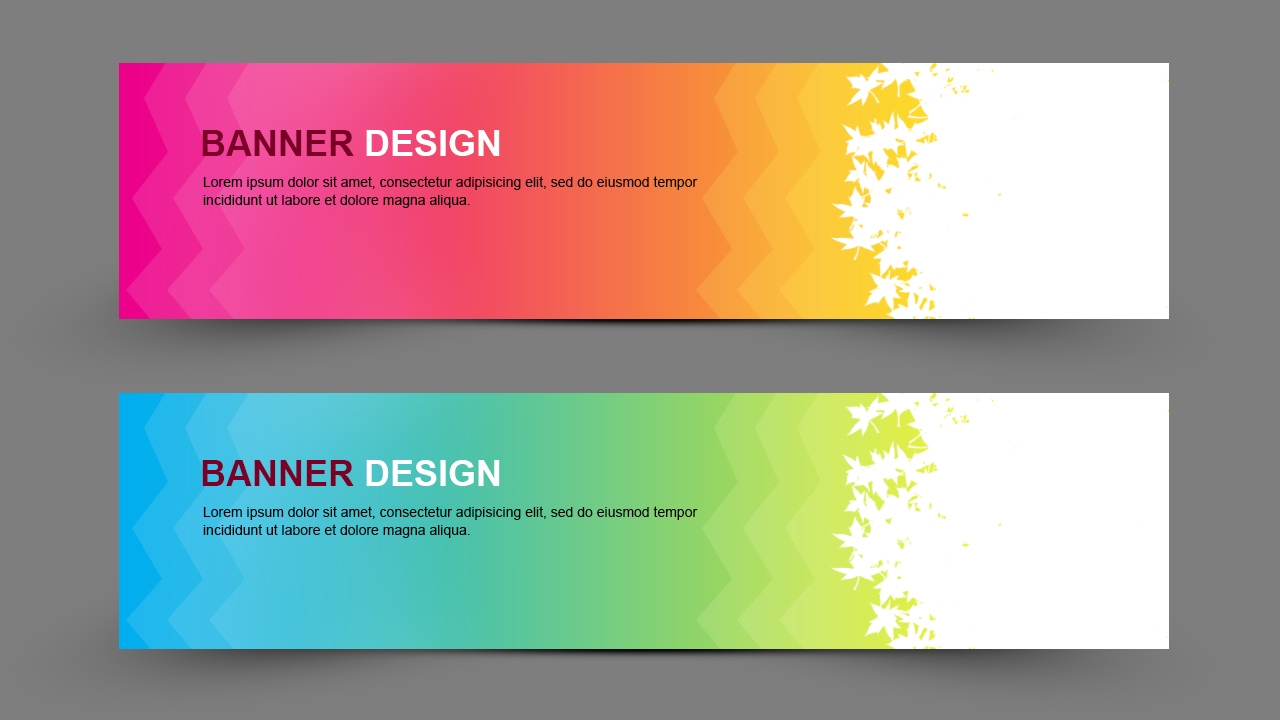 BANNER DESIGN
Lorem ipsum dolor sit amet, consectetur adipisicing elit, sed do eiusmod tempor
incididunt ut labore et dolore magna aliqua.
BANNER DESIGN
Lorem ipsum dolor sit amet, consectetur adipisicing elit, sed do eiusmod tempor
incididunt ut labore et dolore magna aliqua.